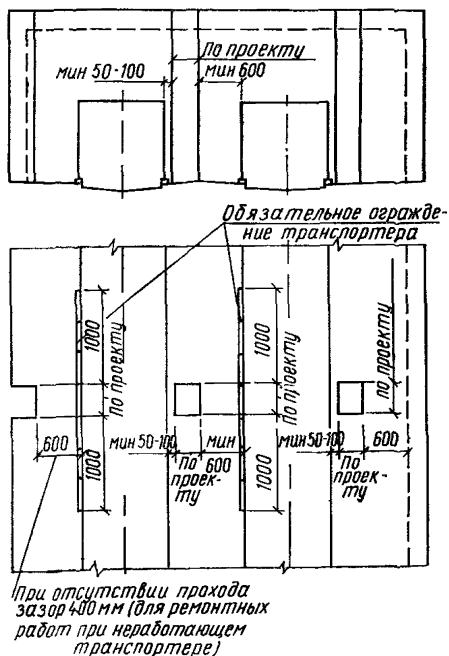 По проекту
мин 50-100
мин 600
Обязательное огражде-
ние транспортера
1000
По проекту
1000
1000
По проекту
1000
по проекту
600
мин 50-100
мин
600
мин 50-100
600
По
проек-
ту
По
проек-
ту
При отсутствии прохода
зазор 400 мм (для ремонтных
работ при неработающем
транспортере)